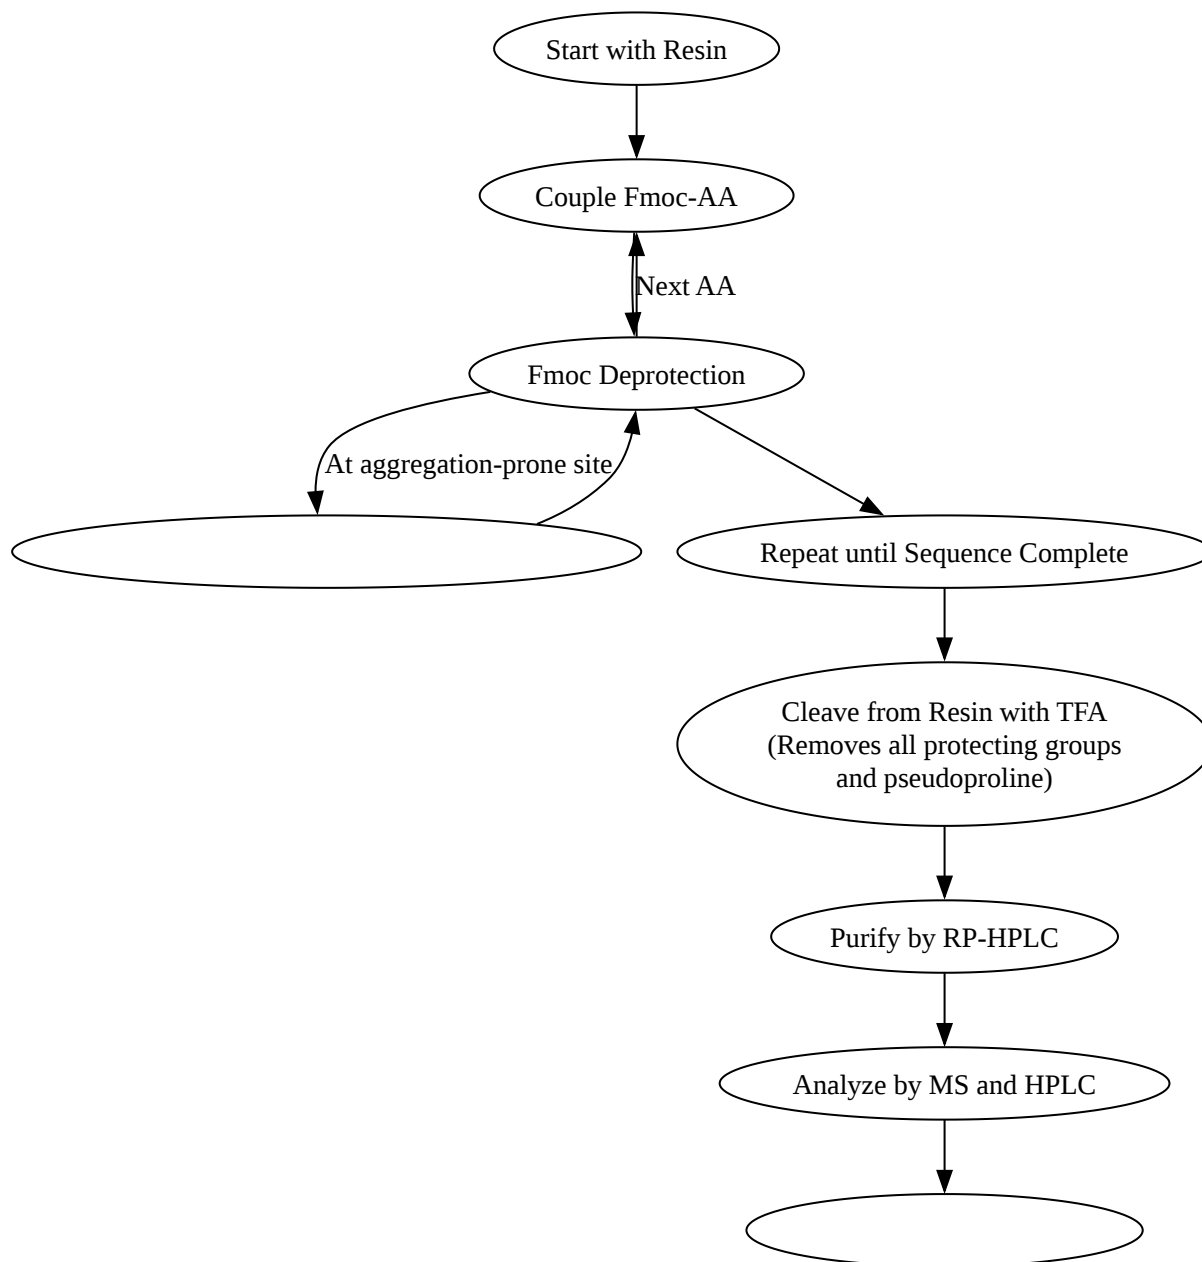 Start with Resin
Couple Fmoc-AA
Next AA
Fmoc Deprotection
At aggregation-prone site
Repeat until Sequence Complete
Cleave from Resin with TFA
(Removes all protecting groups
and pseudoproline)
Purify by RP-HPLC
Analyze by MS and HPLC